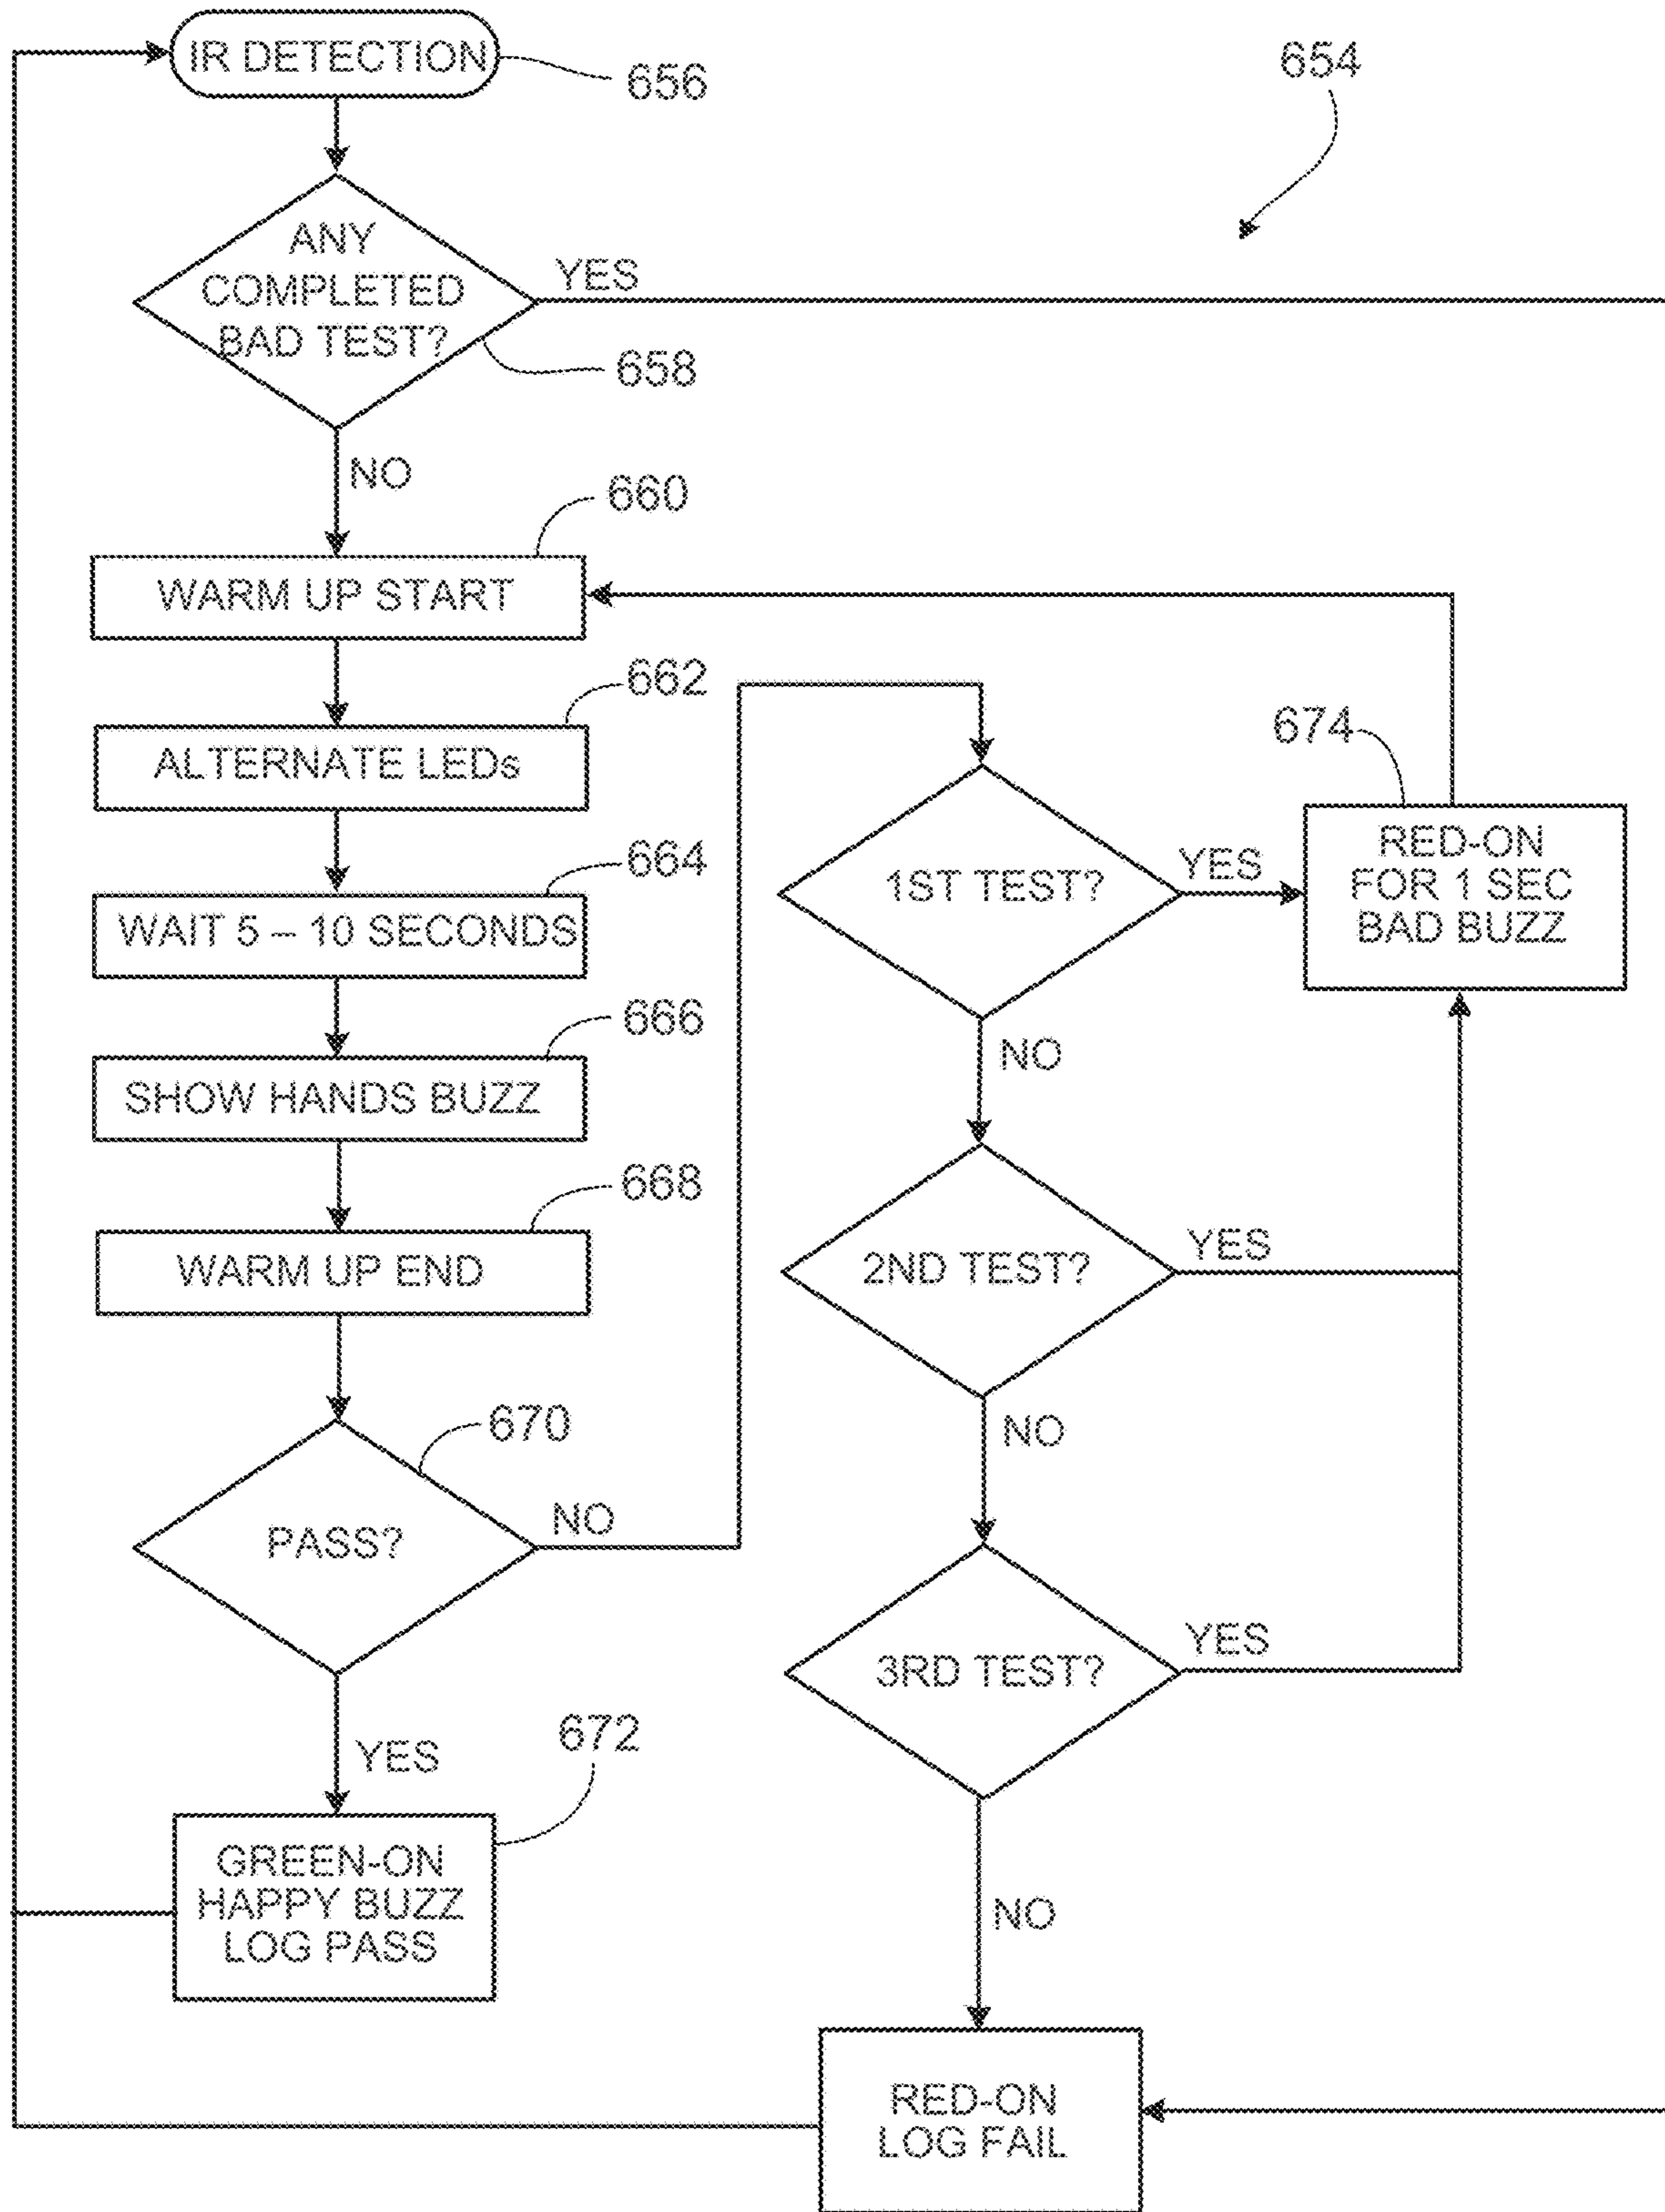 IR DETECTION
656
654
ANY
COMPLETED
BAD TEST?
YES
658
NO
660
WARM UP START
662
ALTERNATE LEDs
664
WAIT 5 – 10 SECONDS
666
SHOW HANDS BUZZ
668
WARM UP END
670
PASS?
NO
YES
672
GREEN-ON
HAPPY BUZZ
LOG PASS
1ST TEST?
YES
674
RED-ON
FOR 1 SEC
BAD BUZZ
NO
2ND TEST?
YES
NO
3RD TEST?
YES
NO
RED-ON
LOG FAIL